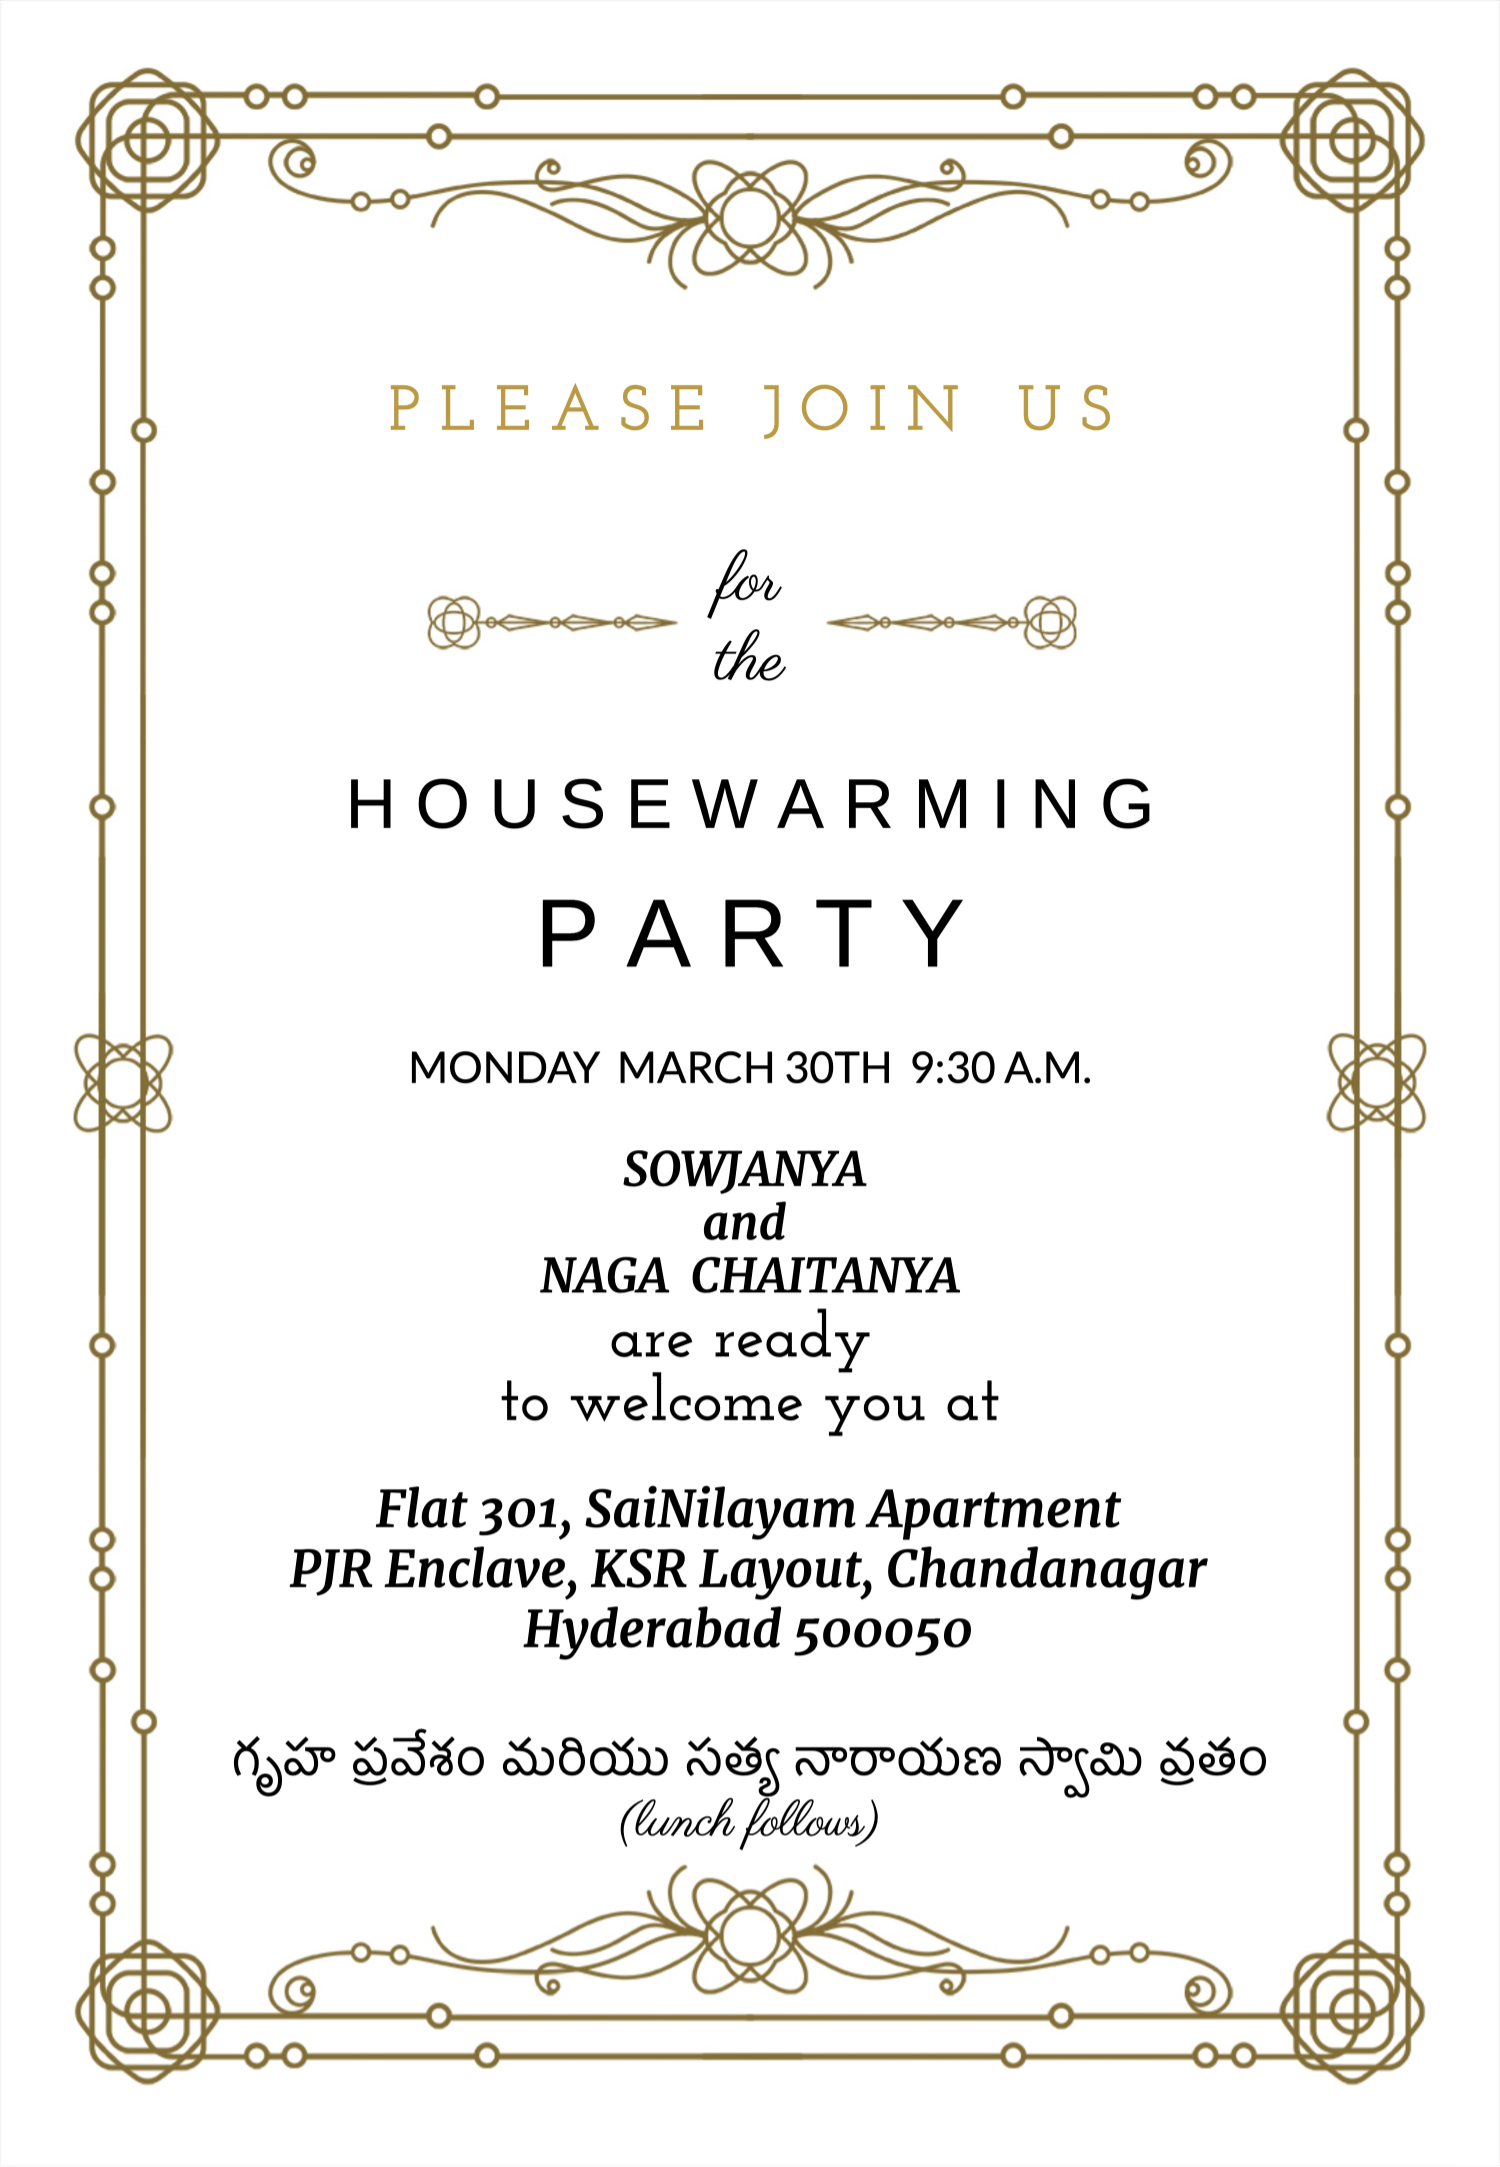 PLEASE JOIN US
for
the
HOUSEWARMING
PARTY
MONDAY MARCH 30TH 9:30 A.M.
SOWJANYA
and
NAGA CHAITANYA
are ready
to welcome you at
Flat 301, SaiNilayam Apartment
PJR Enclave, KSR Layout, Chandanagar
Hyderabad 500050
గృహ ప్రవేశం మరియు సత్య నారాయణ స్వామి వ్రతం
(lunch follows)